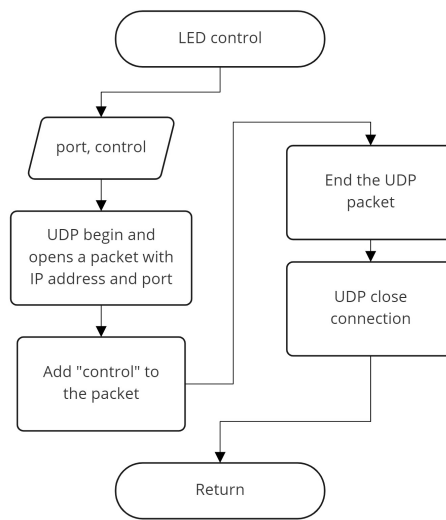 LED control
port, control
UDP begin and
opens a packet with
IP address and port
Add "control" to
the packet
End the UDP
packet
UDP close
connection
Return